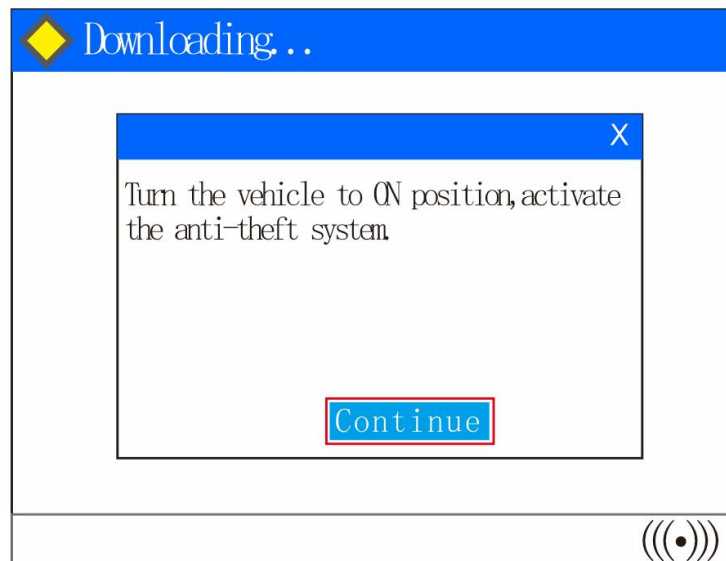 Downloading...
X
Turn the vehicle to ON position,activate
the anti-theft system.
Continue